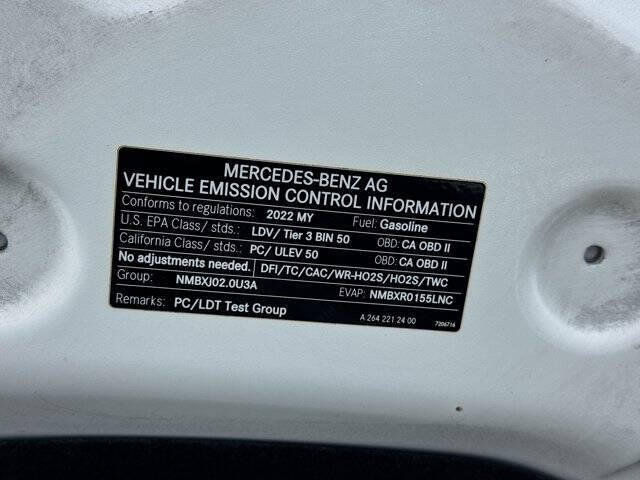 MERCEDES-BENZ AG
VEHICLE EMISSION CONTROL INFORMATION
Conforms to regulations: 2022 MY Fuel: Gasoline
U.S. EPA Class/ stds.: LDV/ Tier 3 BIN 50 OBD: CA OBD II
California Class/ stds.: PC/ ULEV 50 OBD: CA OBD II
No adjustments needed. DFI/TC/CAC/WR-HO2S/HO2S/TWC
Group: NMBXJ02.0U3A EVAP: NMBXR0155LNC
Remarks: PC/LDT Test Group A 264 221 24 00 7206716